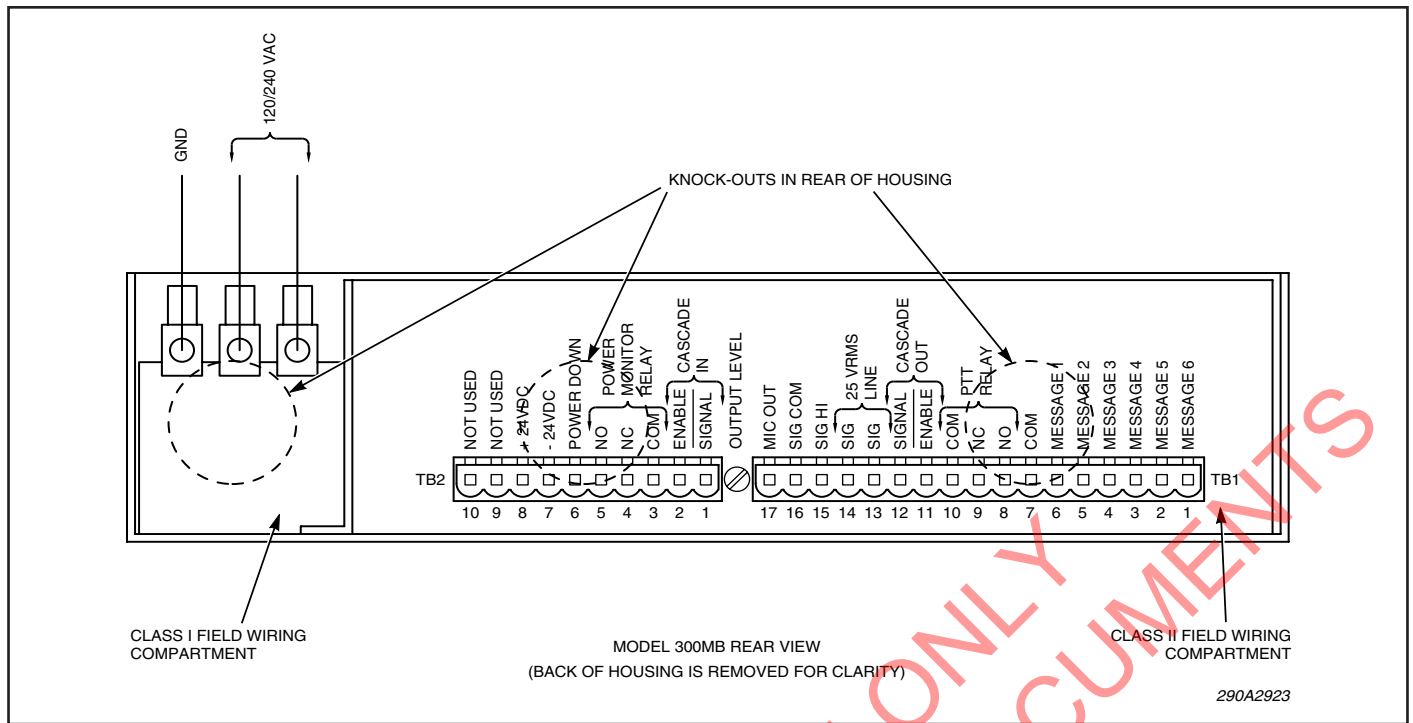 GND
120/240 VAC
KNOCK-OUTS IN REAR OF HOUSING
NOT USED
NOT USED
+ 24VDC
- 24VDC
POWER DOWN
NO
NC
COM
POWER
MONITOR
RELAY
ENABLE
SIGNAL
CASCADE
IN
OUTPUT LEVEL
MIC OUT
SIG COM
SIG HI
SIG
SIG
25 VRMS
LINE
SIGNAL
ENABLE
CASCADE
OUT
COM
NC
NO
PTT
RELAY
COM
MESSAGE 1
MESSAGE 2
MESSAGE 3
MESSAGE 4
MESSAGE 5
MESSAGE 6
TB2
TB1
10 9 8 7 6 5 4 3 2 1
17 16 15 14 13 12 11 10 9 8 7 6 5 4 3 2 1
CLASS I FIELD WIRING
COMPARTMENT
MODEL 300MB REAR VIEW
(BACK OF HOUSING IS REMOVED FOR CLARITY)
CLASS II FIELD WIRING
COMPARTMENT
290A2923
ONLY
CUMENTS